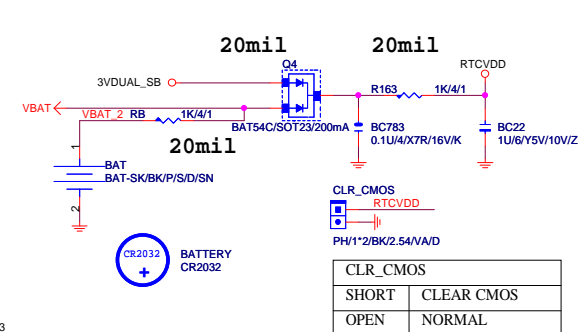 20mil
20mil
Q4
RTCVDD
3VDUAL_SB
R163
1K/4/1
VBAT
VBAT_2
RB
1K/4/1
BAT54C/SOT23/200mA
BC783
0.1U/4/X7R/16V/K
BC22
1U/6/Y5V/10V/Z
20mil
1
BAT
BAT-SK/BK/P/S/D/SN
2
CLR_CMOS
RTCVDD
PH/1*2/BK/2.54/VA/D
CR2032
+
BATTERY
CR2032
CLR_CMOS
SHORT CLEAR CMOS
OPEN NORMAL
3